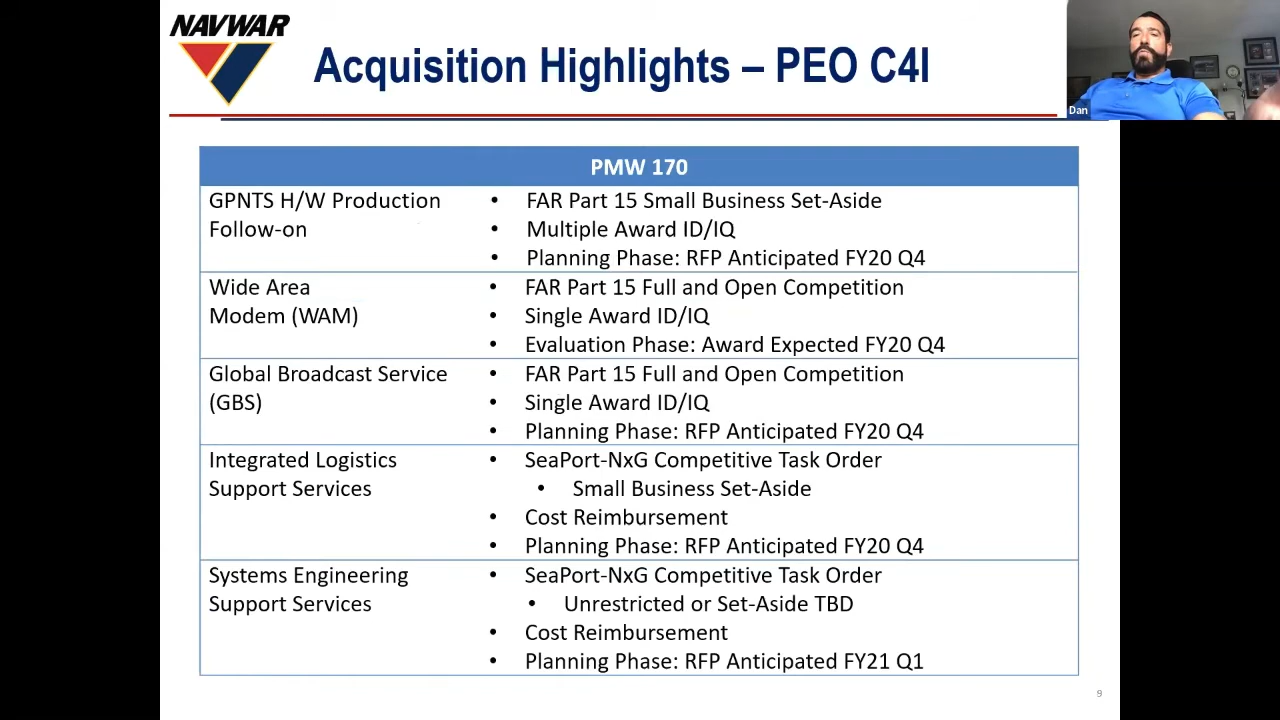 NAVWAR
Acquisition Highlights – PEO C4I
Dan
PMW 170
GPNTS H/W Production
Follow-on
• FAR Part 15 Small Business Set-Aside
• Multiple Award ID/IQ
• Planning Phase: RFP Anticipated FY20 Q4
Wide Area
Modem (WAM)
• FAR Part 15 Full and Open Competition
• Single Award ID/IQ
• Evaluation Phase: Award Expected FY20 Q4
Global Broadcast Service
(GBS)
• FAR Part 15 Full and Open Competition
• Single Award ID/IQ
• Planning Phase: RFP Anticipated FY20 Q4
Integrated Logistics
Support Services
• SeaPort-NxG Competitive Task Order
• Small Business Set-Aside
• Cost Reimbursement
• Planning Phase: RFP Anticipated FY20 Q4
Systems Engineering
Support Services
• SeaPort-NxG Competitive Task Order
• Unrestricted or Set-Aside TBD
• Cost Reimbursement
• Planning Phase: RFP Anticipated FY21 Q1
9